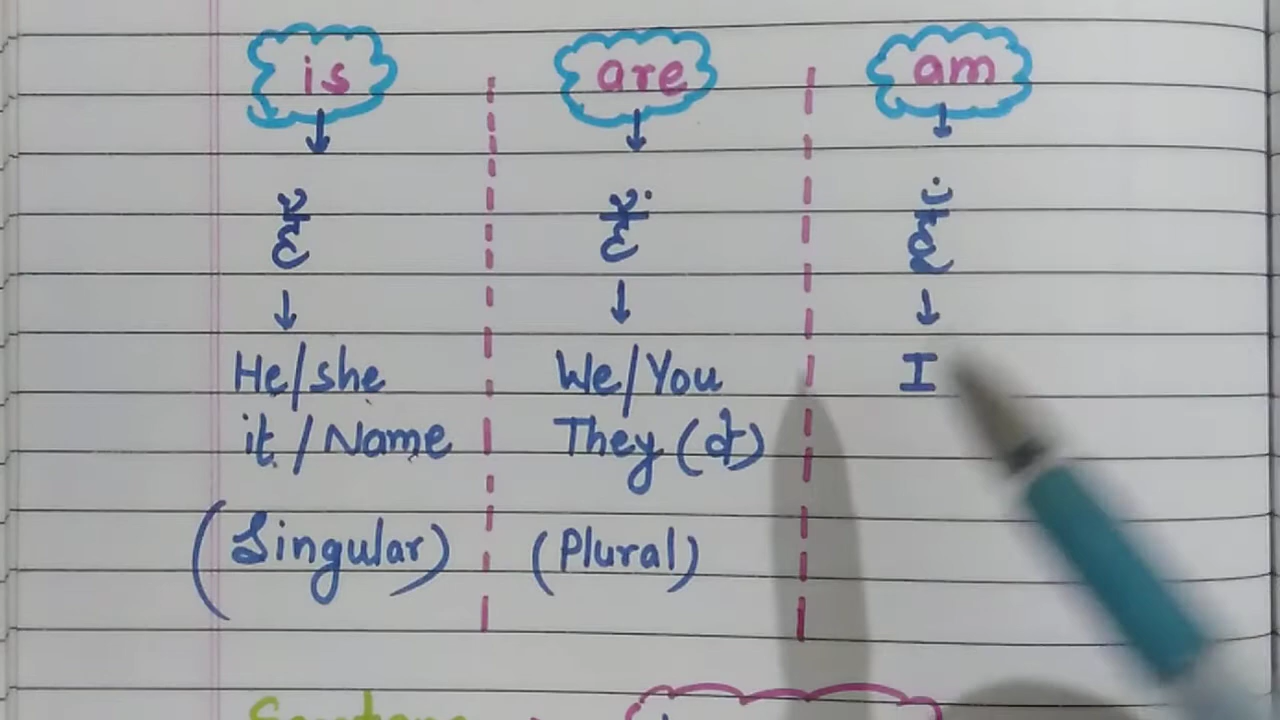 is are am
है हैं हूँ
He/she We/You I
it/Name They (वे)
(Singular) (Plural)